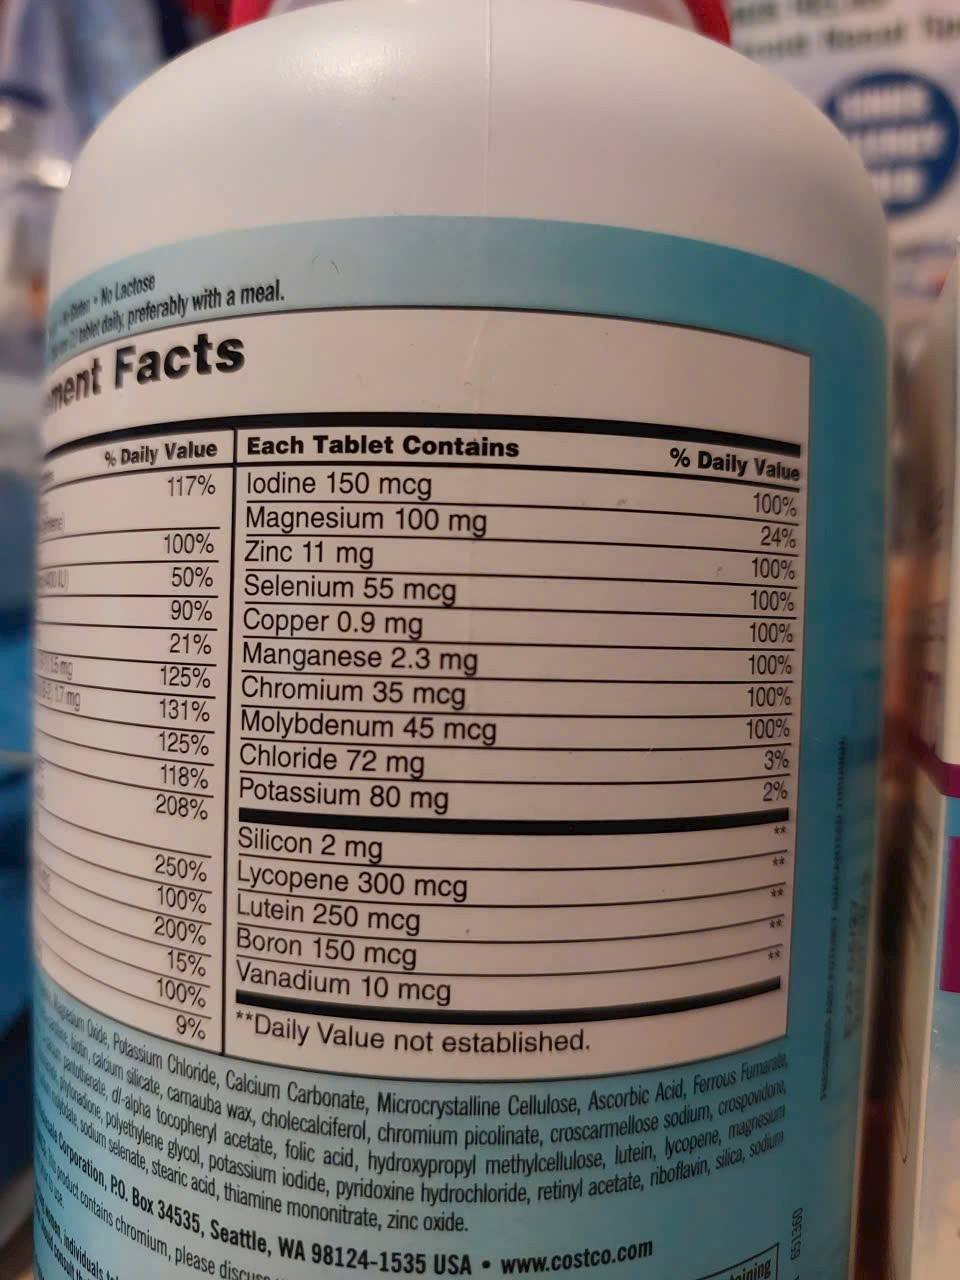 No Lactose
tablet daily, preferably with a meal.
Facts
% Daily Value
117%
100%
50%
90%
21%
125%
131%
125%
118%
208%
250%
100%
200%
15%
100%
9%
Each Tablet Contains % Daily Value
Iodine 150 mcg 100%
Magnesium 100 mg 24%
Zinc 11 mg 100%
Selenium 55 mcg 100%
Copper 0.9 mg 100%
Manganese 2.3 mg 100%
Chromium 35 mcg 100%
Molybdenum 45 mcg 100%
Chloride 72 mg 3%
Potassium 80 mg 2%
Silicon 2 mg **
Lycopene 300 mcg **
Lutein 250 mcg **
Boron 150 mcg **
Vanadium 10 mcg **
**Daily Value not established.
Oxide, Potassium Chloride, Calcium Carbonate, Microcrystalline Cellulose, Ascorbic Acid, Ferrous Fumarate,
biotin, calcium silicate, carnauba wax, cholecalciferol, chromium picolinate, croscarmellose sodium, crospovidone,
pantothenate, dl-alpha tocopheryl acetate, folic acid, hydroxypropyl methylcellulose, lutein, lycopene, magnesium
phytonadione, polyethylene glycol, potassium iodide, pyridoxine hydrochloride, retinyl acetate, riboflavin, silica, sodium
sodium selenate, stearic acid, thiamine mononitrate, zinc oxide.
Corporation, P.O. Box 34535, Seattle, WA 98124-1535 USA • www.costco.com
product contains chromium, please
individuals
651360